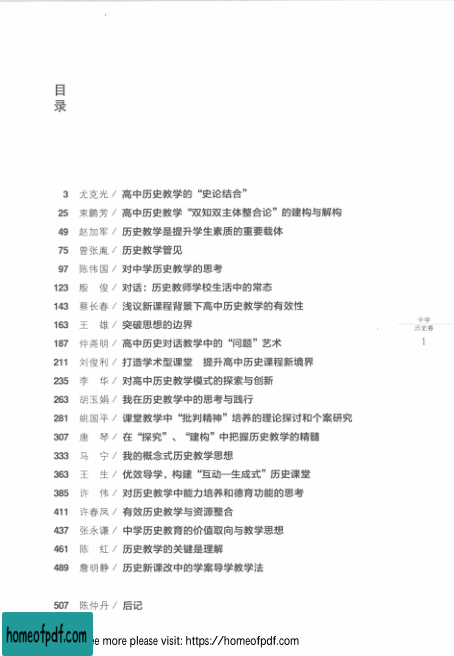 目
录
3 尤克光 / 高中历史教学的“史论结合”
25 束鹏芳 / 高中历史教学“双知双主体整合论”的建构与解构
49 赵加军 / 历史教学是提升学生素质的重要载体
75 曾张胤 / 历史教学管见
97 陈伟国 / 对中学历史教学的思考
123 殷 俊 / 对话：历史教师学校生活中的常态
143 蔡长春 / 浅议新课程背景下高中历史教学的有效性
163 王 雄 / 突破思想的边界
中学
历史卷
1
187 仲尧明 / 高中历史对话教学中的“问题”艺术
211 刘俊利 / 打造学术型课堂 提升高中历史课程新境界
235 李 华 / 对高中历史教学模式的探索与创新
263 胡玉娟 / 我在历史教学中的思考与践行
281 姚国平 / 课堂教学中“批判精神”培养的理论探讨和个案研究
307 唐 琴 / 在“探究”、“建构”中把握历史教学的精髓
333 马 宁 / 我的概念式历史教学思想
363 王 生 / 优效导学，构建“互动—生成式”历史课堂
385 许 伟 / 对历史教学中能力培养和德育功能的思考
411 许春凤 / 有效历史教学与资源整合
437 张永谦 / 中学历史教育的价值取向与教学思想
461 陈 红 / 历史教学的关键是理解
489 詹明静 / 历史新课改中的学案导学教学法
507 陈仲丹 / 后记
homeofpdf.com
ee more please visit: https://homeofpdf.com